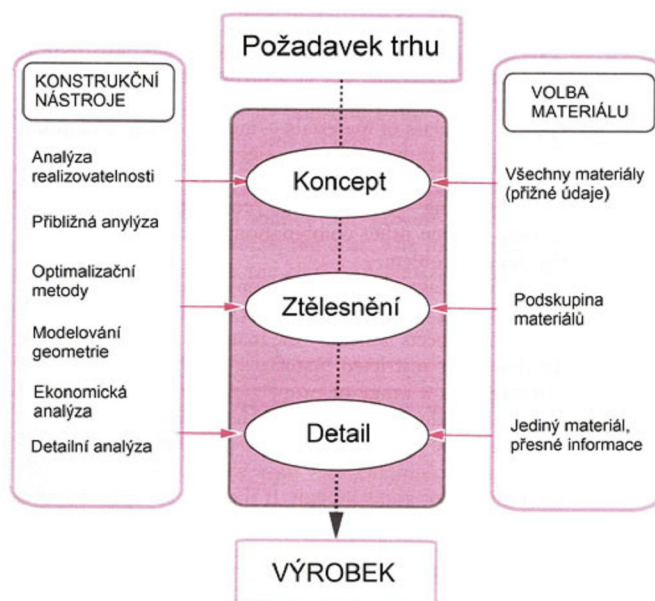 Požadavek trhu
KONSTRUKČNÍ
NÁSTROJE
Analýza
realizovatelnosti
Přibližná anylýza
Optimalizační
metody
Modelování
geometrie
Ekonomická
analýza
Detailní analýza
Koncept
Ztělesnění
Detail
VÝROBEK
VOLBA
MATERIÁLU
Všechny materiály
(přižné údaje)
Podskupina
materiálů
Jediný materiál,
přesné informace